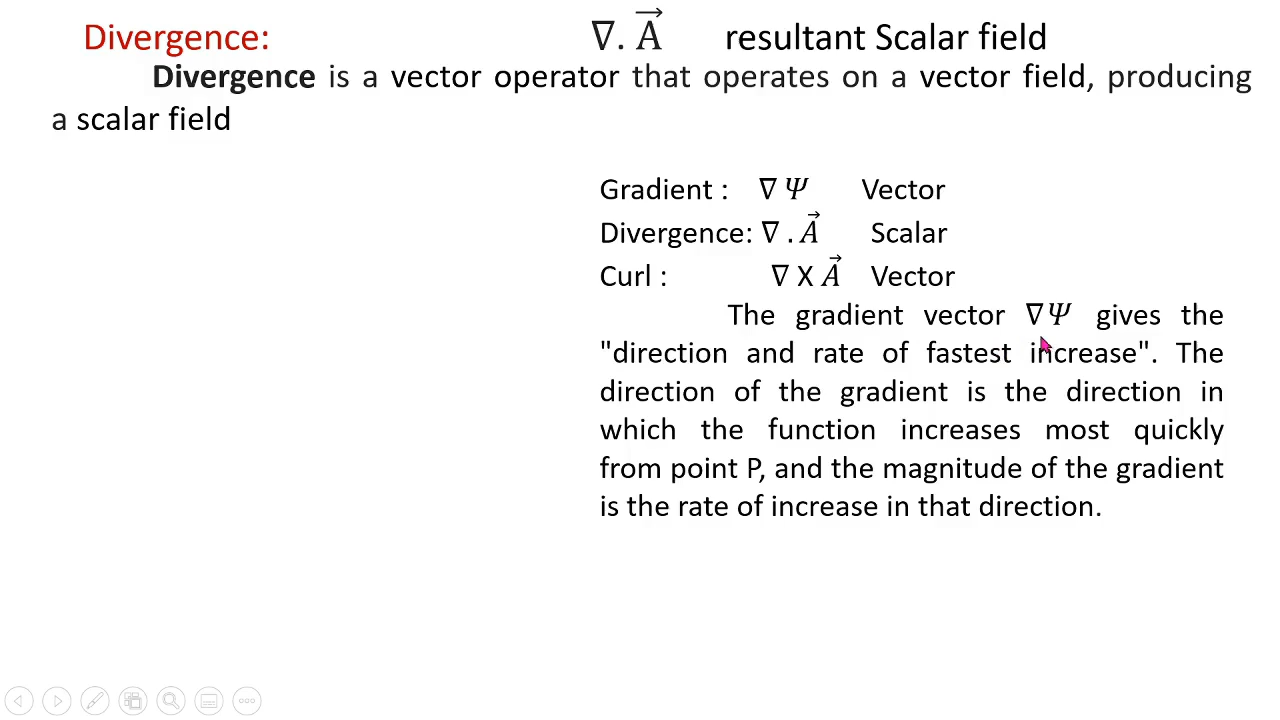 Divergence: ∇. A⃗ resultant Scalar field
Divergence is a vector operator that operates on a vector field, producing
a scalar field
Gradient : ∇ Ψ Vector
Divergence: ∇ . A⃗ Scalar
Curl : ∇ X A⃗ Vector
The gradient vector ∇Ψ gives the
"direction and rate of fastest increase". The
direction of the gradient is the direction in
which the function increases most quickly
from point P, and the magnitude of the gradient
is the rate of increase in that direction.